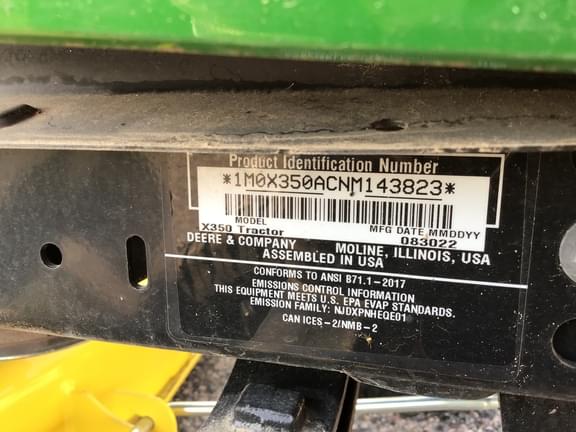 Product Identification Number
*1M0X350ACNM143823*
MODEL
X350 Tractor
MFG DATE MMDDYY
083022
DEERE & COMPANY MOLINE, ILLINOIS, USA
ASSEMBLED IN USA
CONFORMS TO ANSI B71.1-2017
EMISSIONS CONTROL INFORMATION
THIS EQUIPMENT MEETS U.S. EPA EVAP STANDARDS.
EMISSION FAMILY: NJDXPNHEQE01
CAN ICES-2/NMB-2